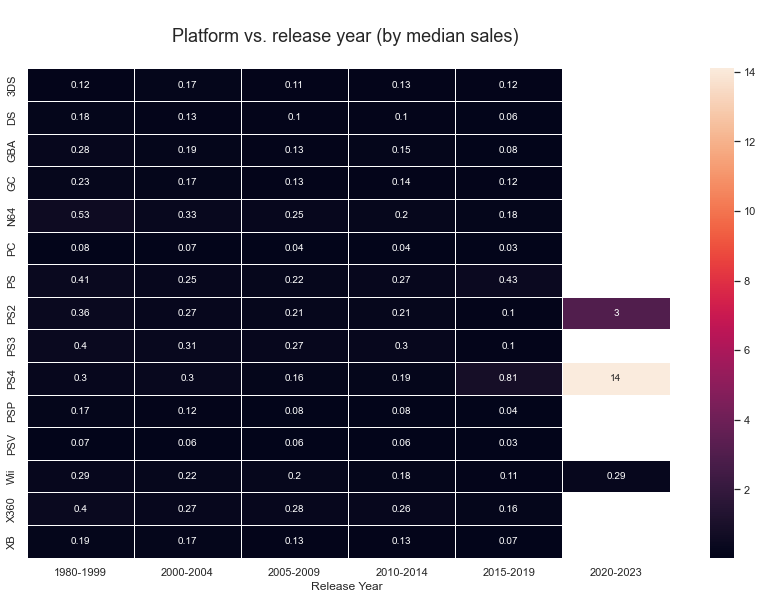 Platform vs. release year (by median sales)
3DS 0.12 0.17 0.11 0.13 0.12
DS 0.18 0.13 0.1 0.1 0.06
GBA 0.28 0.19 0.13 0.15 0.08
GC 0.23 0.17 0.13 0.14 0.12
N64 0.53 0.33 0.25 0.2 0.18
PC 0.08 0.07 0.04 0.04 0.03
PS 0.41 0.25 0.22 0.27 0.43
PS2 0.36 0.27 0.21 0.21 0.1 3
PS3 0.4 0.31 0.27 0.3 0.1
PS4 0.3 0.3 0.16 0.19 0.81 14
PSP 0.17 0.12 0.08 0.08 0.04
PSV 0.07 0.06 0.06 0.06 0.03
Wii 0.29 0.22 0.2 0.18 0.11 0.29
X360 0.4 0.27 0.28 0.26 0.16
XB 0.19 0.17 0.13 0.13 0.07
1980-1999 2000-2004 2005-2009 2010-2014 2015-2019 2020-2023
Release Year
14
12
10
8
6
4
2